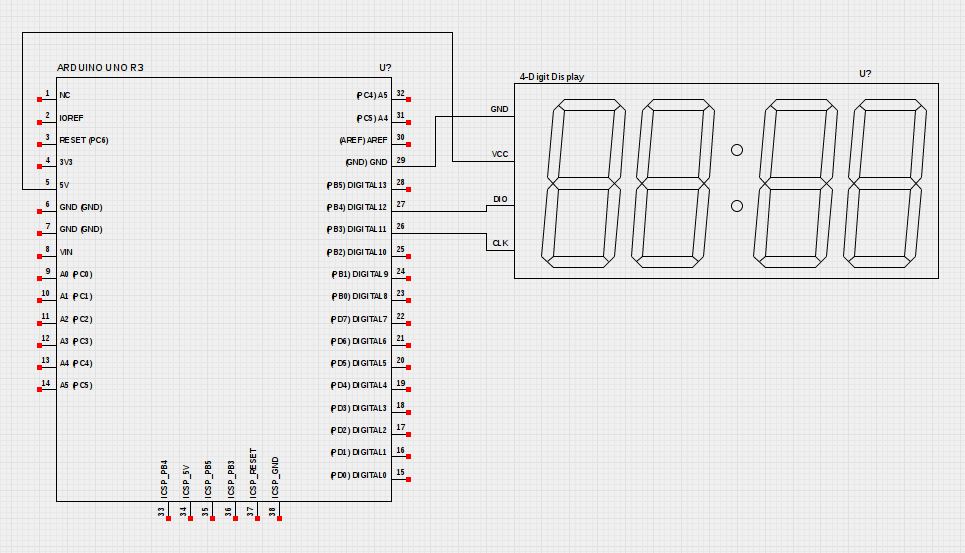 ARDUINO UNO R3 U?
1 NC
2 IOREF
3 RESET (PC6)
4 3V3
5 5V
6 GND (GND)
7 GND (GND)
8 VIN
9 A0 (PC0)
10 A1 (PC1)
11 A2 (PC2)
12 A3 (PC3)
13 A4 (PC4)
14 A5 (PC5)
(PC4) A5 32
(PC5) A4 31
(AREF) AREF 30
(GND) GND 29
(PB5) DIGITAL13 28
(PB4) DIGITAL12 27
(PB3) DIGITAL11 26
(PB2) DIGITAL10 25
(PB1) DIGITAL9 24
(PB0) DIGITAL8 23
(PD7) DIGITAL7 22
(PD6) DIGITAL6 21
(PD5) DIGITAL5 20
(PD4) DIGITAL4 19
(PD3) DIGITAL3 18
(PD2) DIGITAL2 17
(PD1) DIGITAL1 16
(PD0) DIGITAL0 15
33 ICSP_PB4
34 ICSP_5V
35 ICSP_PB5
36 ICSP_PB3
37 ICSP_RESET
38 ICSP_GND
4-Digit Display U?
GND
VCC
DIO
CLK